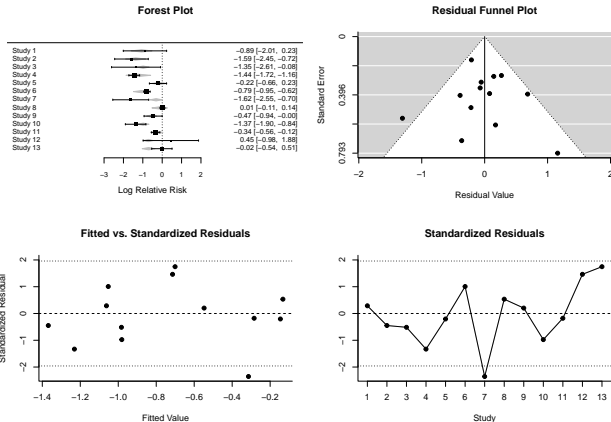 Forest Plot
Study 1 −0.89 [−2.01, 0.23]
Study 2 −1.59 [−2.45, −0.72]
Study 3 −1.35 [−2.61, −0.08]
Study 4 −1.44 [−1.72, −1.16]
Study 5 −0.22 [−0.66, 0.23]
Study 6 −0.79 [−0.95, −0.62]
Study 7 −1.62 [−2.55, −0.70]
Study 8 0.01 [−0.11, 0.14]
Study 9 −0.47 [−0.94, −0.00]
Study 10 −1.37 [−1.90, −0.84]
Study 11 −0.34 [−0.56, −0.12]
Study 12 0.45 [−0.98, 1.88]
Study 13 −0.02 [−0.54, 0.51]
−3 −2 −1 0 1 2
Log Relative Risk
Residual Funnel Plot
Standard Error
0
0.396
0.793
−2 −1 0 1 2
Residual Value
Fitted vs. Standardized Residuals
Standardized Residual
2
1
0
−1
−2
−1.4 −1.2 −1.0 −0.8 −0.6 −0.4 −0.2
Fitted Value
Standardized Residuals
2
1
0
−1
−2
1 2 3 4 5 6 7 8 9 10 11 12 13
Study